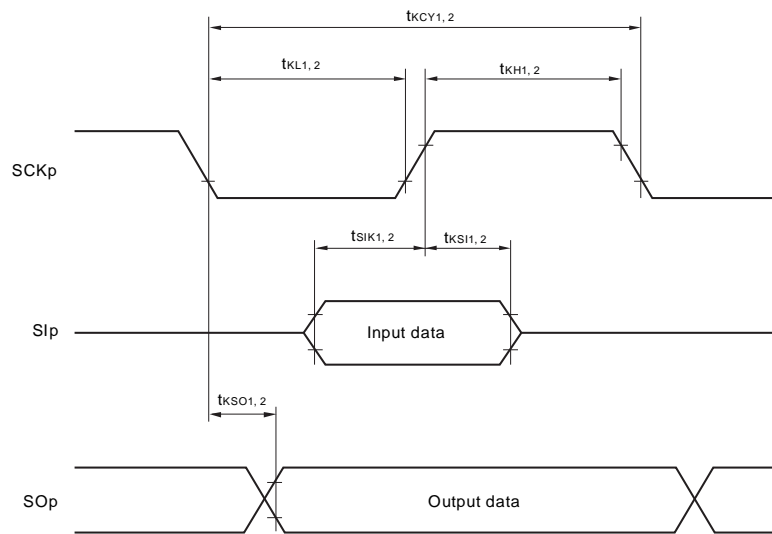 tKCY1, 2
tKL1, 2
tKH1, 2
SCKp
tSIK1, 2
tKSI1, 2
SIp
Input data
tKSO1, 2
SOp
Output data